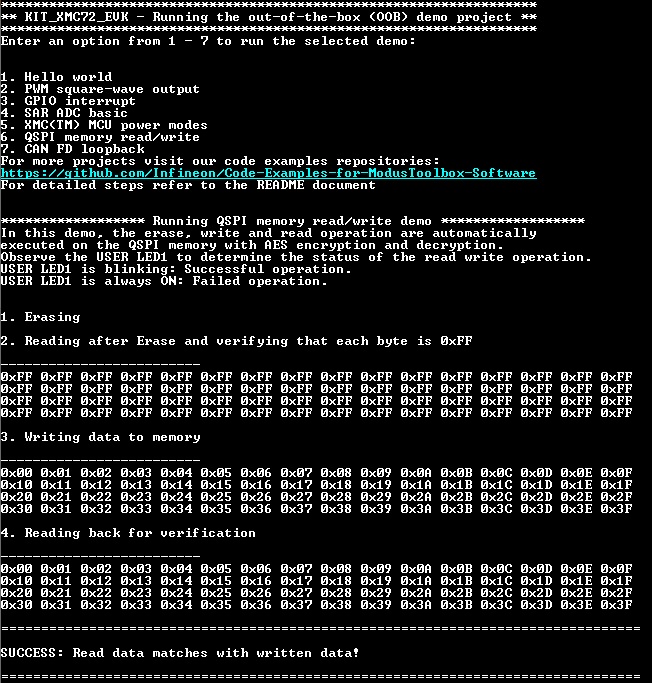 *******************************************************************
** KIT_XMC72_EVK - Running the out-of-the-box (OOB) demo project **
*******************************************************************
Enter an option from 1 - 7 to run the selected demo:
1. Hello world
2. PWM square-wave output
3. GPIO interrupt
4. SAR ADC basic
5. XMC(TM) MCU power modes
6. QSPI memory read/write
7. CAN FD loopback
For more projects visit our code examples repositories:
https://github.com/Infineon/Code-Examples-for-ModusToolbox-Software
For detailed steps refer to the README document
****************** Running QSPI memory read/write demo ******************
In this demo, the erase, write and read operation are automatically
executed on the QSPI memory with AES encryption and decryption.
Observe the USER LED1 to determine the status of the read write operation.
USER LED1 is blinking: Successful operation.
USER LED1 is always ON: Failed operation.
1. Erasing
2. Reading after Erase and verifying that each byte is 0xFF
-------------------------
0xFF 0xFF 0xFF 0xFF 0xFF 0xFF 0xFF 0xFF 0xFF 0xFF 0xFF 0xFF 0xFF 0xFF 0xFF 0xFF
0xFF 0xFF 0xFF 0xFF 0xFF 0xFF 0xFF 0xFF 0xFF 0xFF 0xFF 0xFF 0xFF 0xFF 0xFF 0xFF
0xFF 0xFF 0xFF 0xFF 0xFF 0xFF 0xFF 0xFF 0xFF 0xFF 0xFF 0xFF 0xFF 0xFF 0xFF 0xFF
0xFF 0xFF 0xFF 0xFF 0xFF 0xFF 0xFF 0xFF 0xFF 0xFF 0xFF 0xFF 0xFF 0xFF 0xFF 0xFF
3. Writing data to memory
-------------------------
0x00 0x01 0x02 0x03 0x04 0x05 0x06 0x07 0x08 0x09 0x0A 0x0B 0x0C 0x0D 0x0E 0x0F
0x10 0x11 0x12 0x13 0x14 0x15 0x16 0x17 0x18 0x19 0x1A 0x1B 0x1C 0x1D 0x1E 0x1F
0x20 0x21 0x22 0x23 0x24 0x25 0x26 0x27 0x28 0x29 0x2A 0x2B 0x2C 0x2D 0x2E 0x2F
0x30 0x31 0x32 0x33 0x34 0x35 0x36 0x37 0x38 0x39 0x3A 0x3B 0x3C 0x3D 0x3E 0x3F
4. Reading back for verification
-------------------------
0x00 0x01 0x02 0x03 0x04 0x05 0x06 0x07 0x08 0x09 0x0A 0x0B 0x0C 0x0D 0x0E 0x0F
0x10 0x11 0x12 0x13 0x14 0x15 0x16 0x17 0x18 0x19 0x1A 0x1B 0x1C 0x1D 0x1E 0x1F
0x20 0x21 0x22 0x23 0x24 0x25 0x26 0x27 0x28 0x29 0x2A 0x2B 0x2C 0x2D 0x2E 0x2F
0x30 0x31 0x32 0x33 0x34 0x35 0x36 0x37 0x38 0x39 0x3A 0x3B 0x3C 0x3D 0x3E 0x3F
================================================================================
SUCCESS: Read data matches with written data!
================================================================================